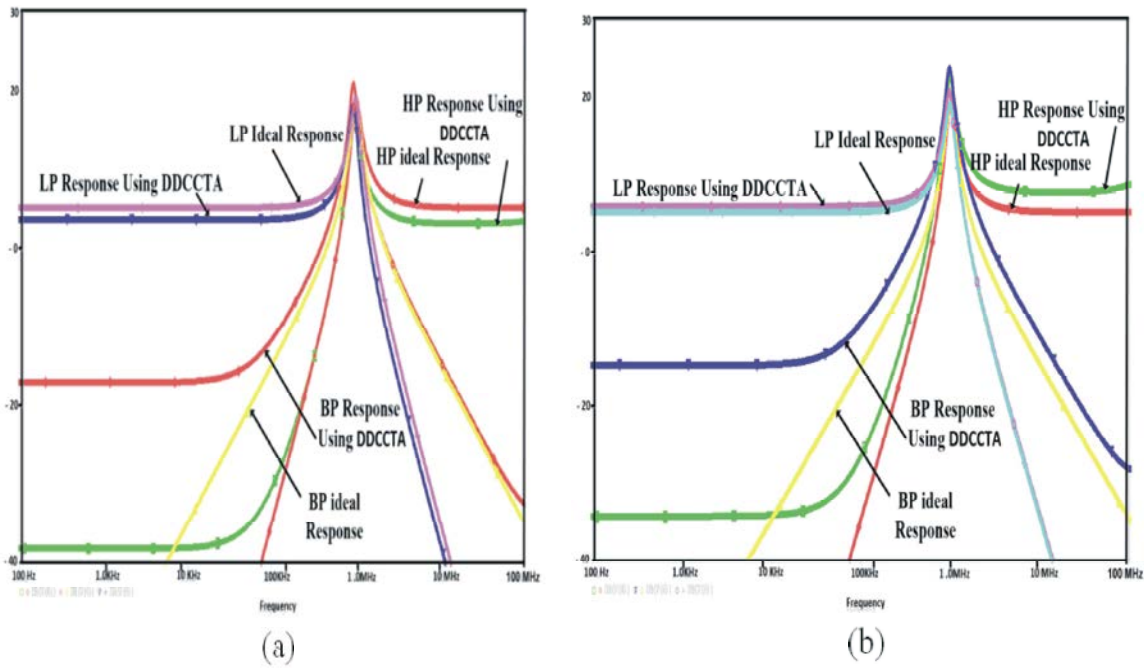 30
20
- 0
- 20
- 40
HP Response Using
DDCCTA
LP Ideal Response
HP ideal Response
LP Response Using DDCCTA
BP Response
Using DDCCTA
BP ideal
Response
100 Hz
1.0KHz
10 KHz
100KHz
1.0MHz
10 MHz
100 MHz
Frequency
(a)
30
20
- 0
- 20
- 40
HP Response Using
DDCCTA
LP Ideal Response
HP ideal Response
LP Response Using DDCCTA
BP Response
Using DDCCTA
BP ideal
Response
100 Hz
1.0KHz
10 KHz
100KHz
1.0MHz
10 MHz
100 MHz
Frequency
(b)